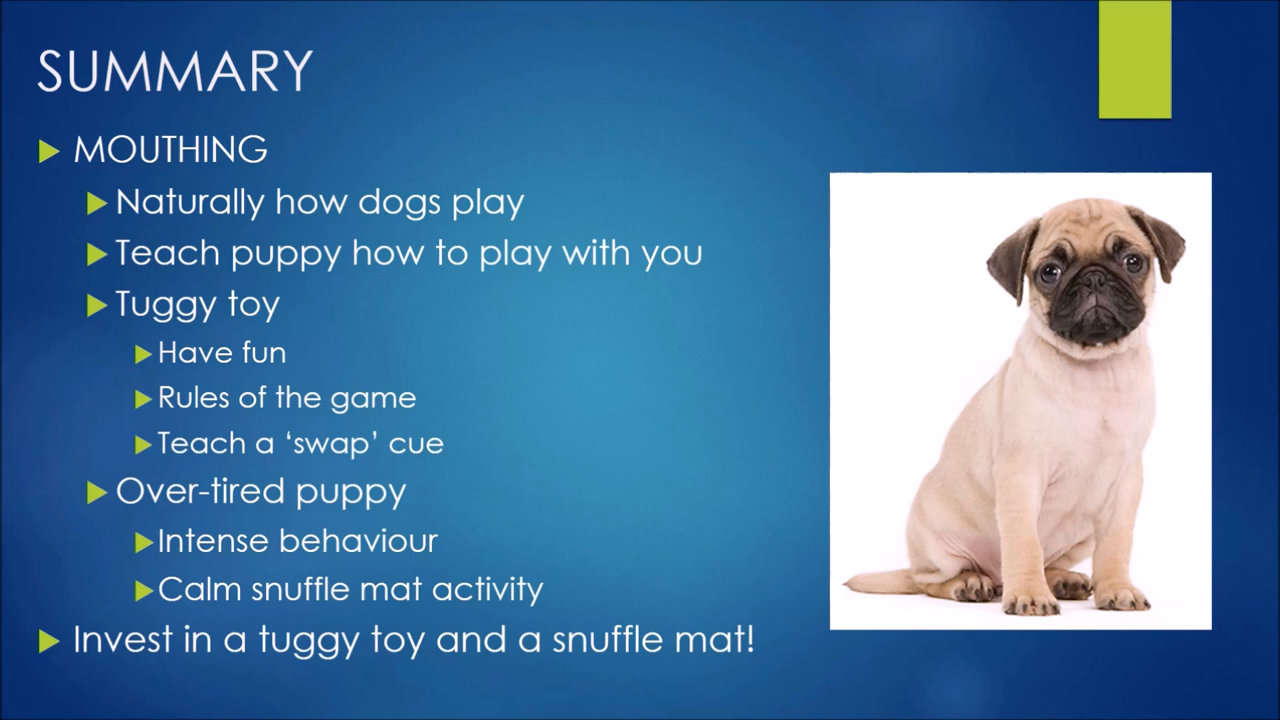 SUMMARY
MOUTHING
Naturally how dogs play
Teach puppy how to play with you
Tuggy toy
Have fun
Rules of the game
Teach a ‘swap’ cue
Over-tired puppy
Intense behaviour
Calm snuffle mat activity
Invest in a tuggy toy and a snuffle mat!